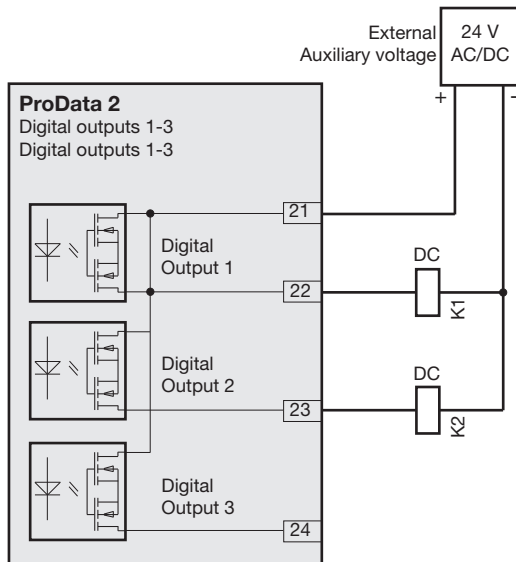 External
Auxiliary voltage
24 V
AC/DC
+
-
ProData 2
Digital outputs 1-3
Digital outputs 1-3
21
Digital
Output 1
DC
22
K1
Digital
Output 2
DC
23
K2
Digital
Output 3
24